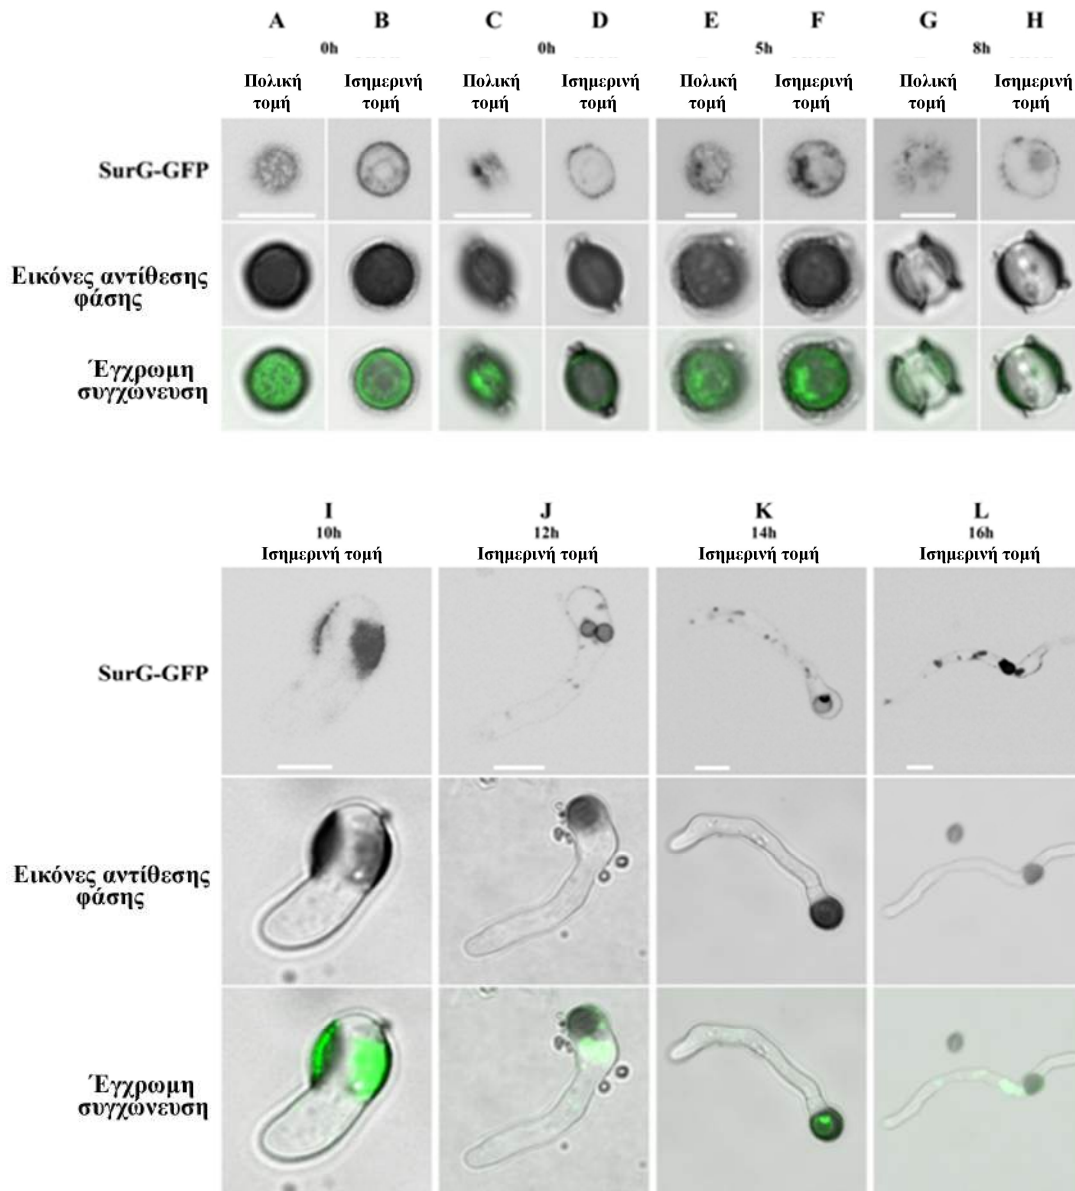 A B C D E F G H
0h 0h 5h 8h
Πολική Ισημερινή Πολική Ισημερινή Πολική Ισημερινή Πολική Ισημερινή
τομή τομή τομή τομή τομή τομή τομή τομή
SurG-GFP
Εικόνες αντίθεσης
φάσης
Έγχρωμη
συγχώνευση
I J K L
10h 12h 14h 16h
Ισημερινή τομή Ισημερινή τομή Ισημερινή τομή Ισημερινή τομή
SurG-GFP
Εικόνες αντίθεσης
φάσης
Έγχρωμη
συγχώνευση